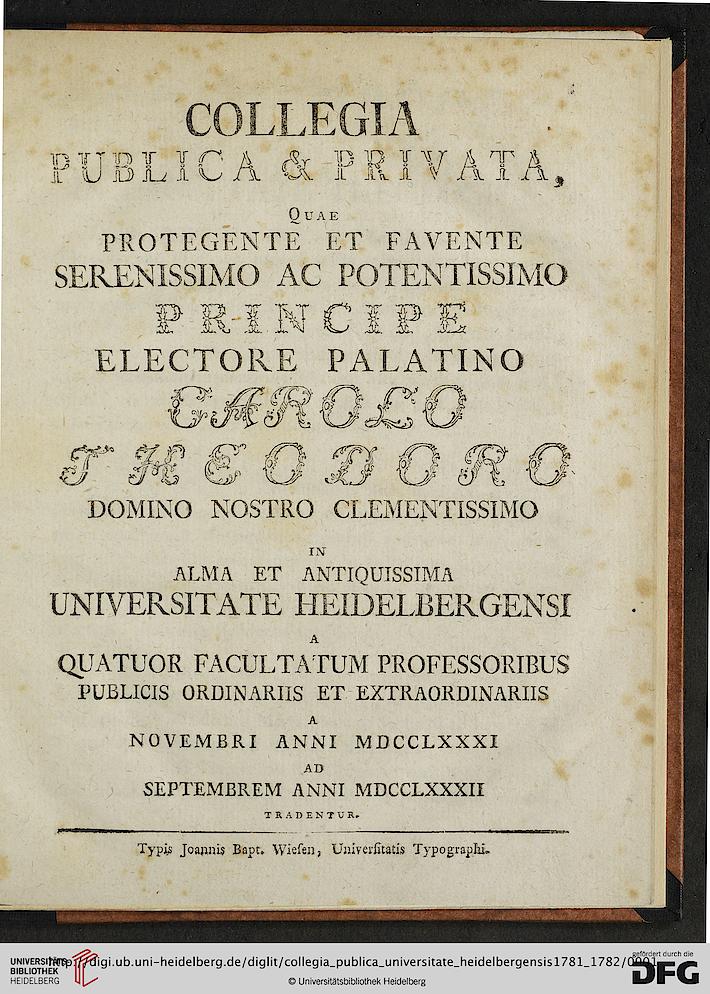 COLLEGIA
PUBLICA & PRIVATA,
QUAE
PROTEGENTE ET FAVENTE
SERENISSIMO AC POTENTISSIMO
PRINCIPE
ELECTORE PALATINO
CAROLO
THEODORO
DOMINO NOSTRO CLEMENTISSIMO
IN
ALMA ET ANTIQUISSIMA
UNIVERSITATE HEIDELBERGENSI
A
QUATUOR FACULTATUM PROFESSORIBUS
PUBLICIS ORDINARIIS ET EXTRAORDINARIIS
A
NOVEMBRI ANNI MDCCLXXXI
AD
SEPTEMBREM ANNI MDCCLXXXII
TRADENTUR.
Typis Joannis Bapt. Wieſen, Univerſitatis Typographi.
UNIVERSITÄTS
BIBLIOTHEK
HEIDELBERG
http://digi.ub.uni-heidelberg.de/diglit/collegia_publica_universitate_heidelbergensis1781_1782/0001
© Universitätsbibliothek Heidelberg
gefördert durch die
DFG